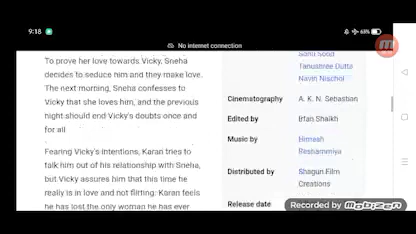 9:18
68%
No internet connection
To prove her love towards Vicky, Sneha
decides to seduce him and they make love.
The next morning, Sneha confesses to
Vicky that she loves him, and the previous
night should end Vicky's doubts once and
for all
Fearing Vicky's intentions, Karan tries to
talk him out of his relationship with Sneha,
but Vicky assures him that this time he
really is in love and not flirting. Karan feels
he has lost the only woman he has ever
Sana Sood
Tanushree Dutta
Navin Nischol
Cinematography A. K. N. Sebastian
Edited by Irfan Shaikh
Music by Himesh
Reshammiya
Distributed by Shagun Film
Creations
Release date
Recorded by Mobizen